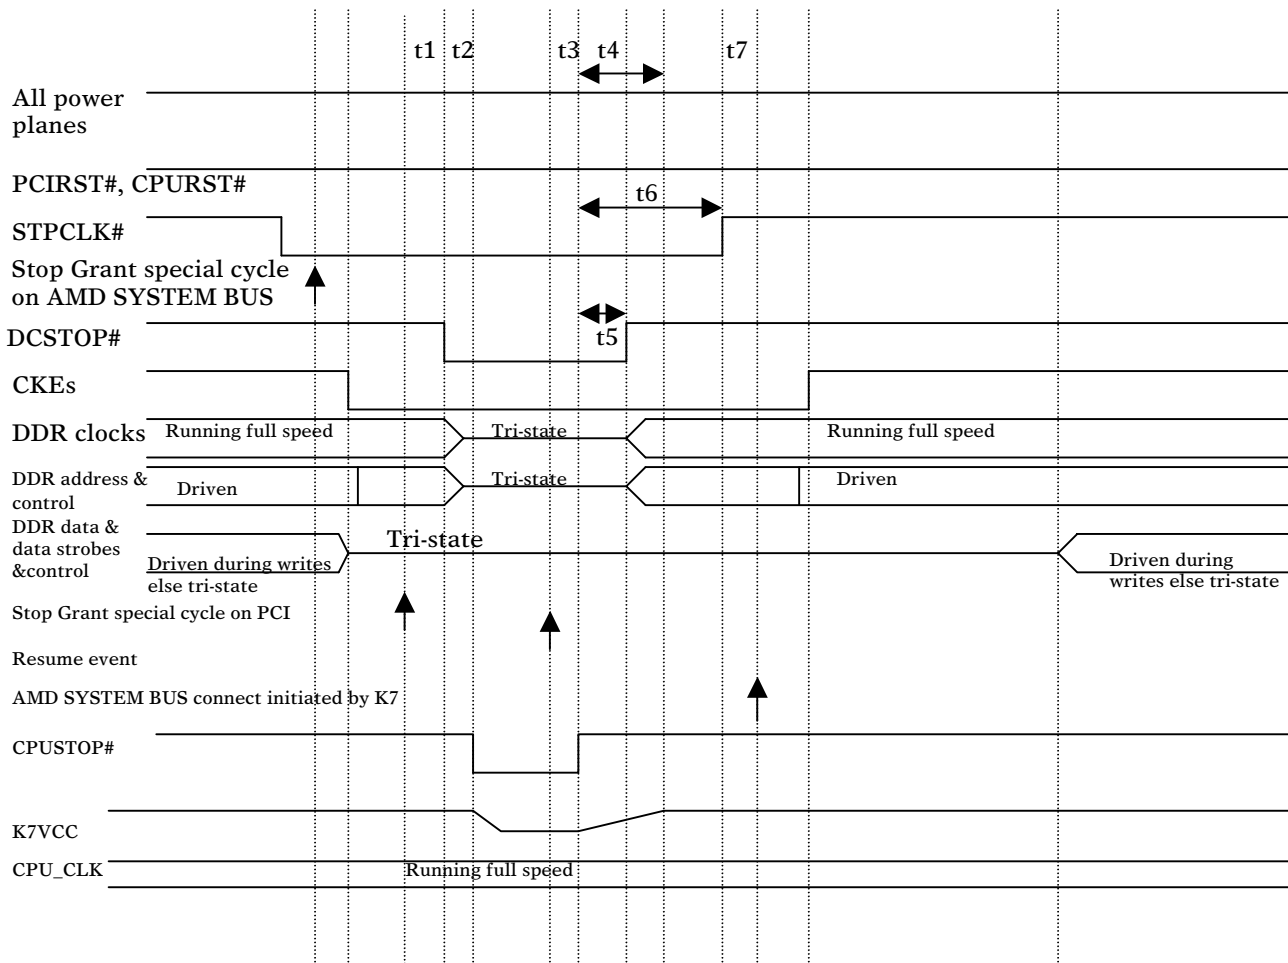 t1 t2 t3 t4 t7
All power
planes
PCIRST#, CPURST#
t6
STPCLK#
Stop Grant special cycle
on AMD SYSTEM BUS
DCSTOP#
t5
CKEs
DDR clocks Running full speed Tri-state Running full speed
DDR address &
control
Driven Tri-state Driven
DDR data &
data strobes
&control
Driven during writes
else tri-state
Tri-state
Driven during
writes else tri-state
Stop Grant special cycle on PCI
Resume event
AMD SYSTEM BUS connect initiated by K7
CPUSTOP#
K7VCC
CPU_CLK Running full speed